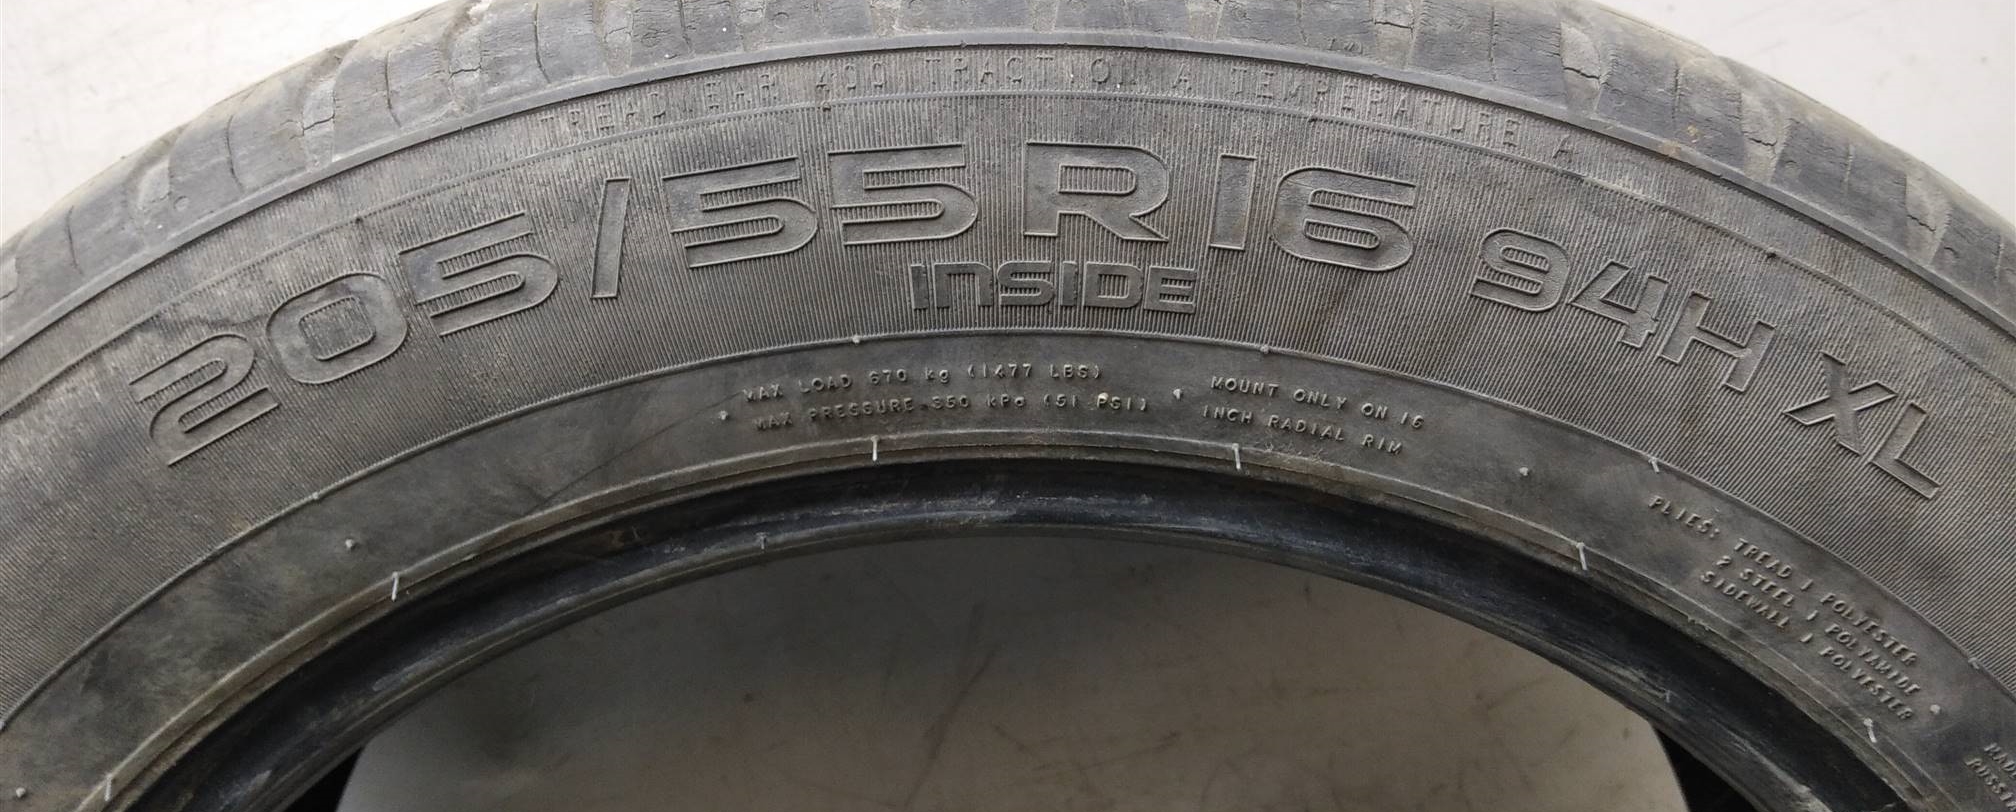 TREADWEAR 400 TRACTION A TEMPERATURE A
205/55R16 94H XL
INSIDE
MAX LOAD 670 kg (1477 LBS)
MAX PRESSURE 350 kPa (51 PSI)
MOUNT ONLY ON 16
INCH RADIAL RIM
PLIES: TREAD 1 POLYESTER
2 STEEL 1 POLYAMIDE
SIDEWALL 1 POLYESTER